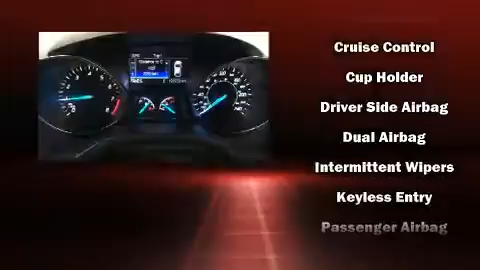 Cruise Control
Cup Holder
Driver Side Airbag
Dual Airbag
Intermittent Wipers
Keyless Entry
Passenger Airbag